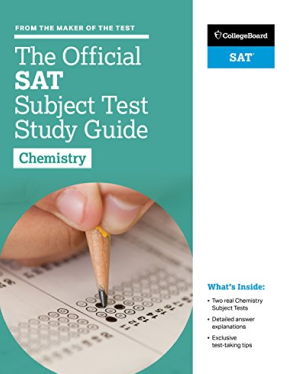 FROM THE MAKER OF THE TEST
The Official
SAT
Subject Test
Study Guide
Chemistry
CollegeBoard
SAT®
What's Inside:
• Two real Chemistry
Subject Tests
• Detailed answer
explanations
• Exclusive
test-taking tips